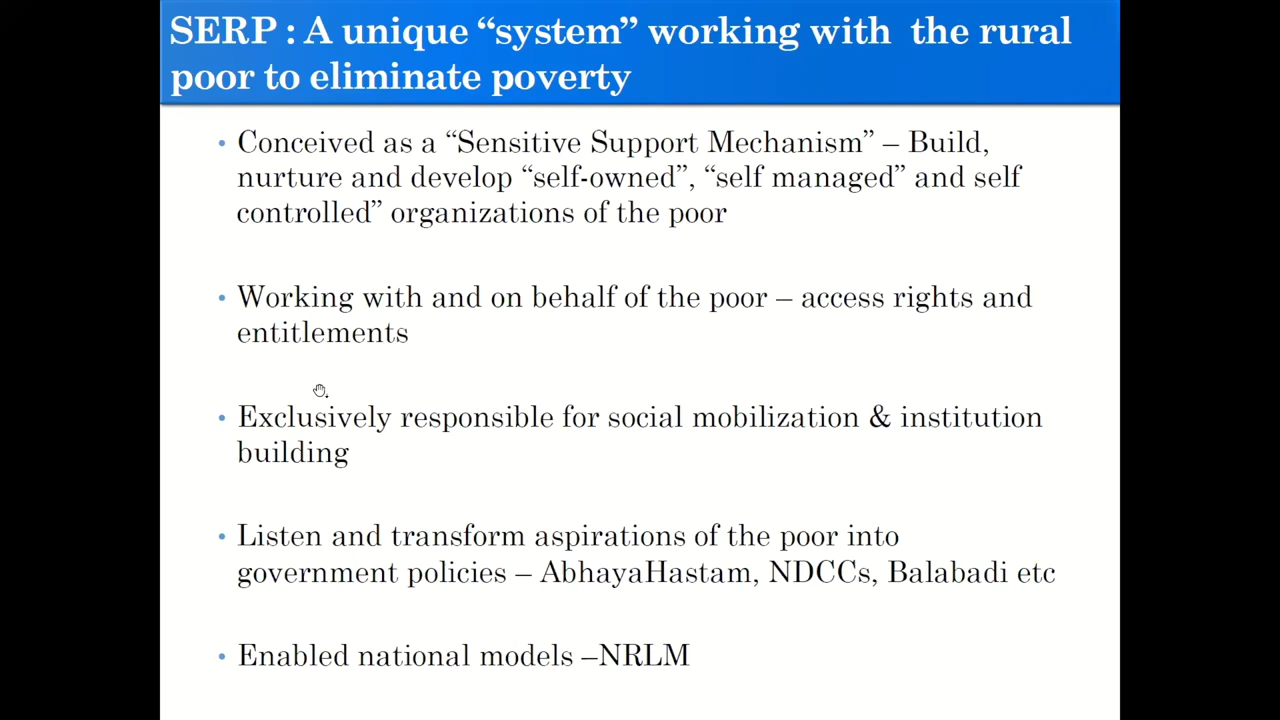 SERP : A unique “system” working with the rural
poor to eliminate poverty
• Conceived as a “Sensitive Support Mechanism” – Build,
nurture and develop “self-owned”, “self managed” and self
controlled” organizations of the poor
• Working with and on behalf of the poor – access rights and
entitlements
• Exclusively responsible for social mobilization & institution
building
• Listen and transform aspirations of the poor into
government policies – AbhayaHastam, NDCCs, Balabadi etc
• Enabled national models –NRLM